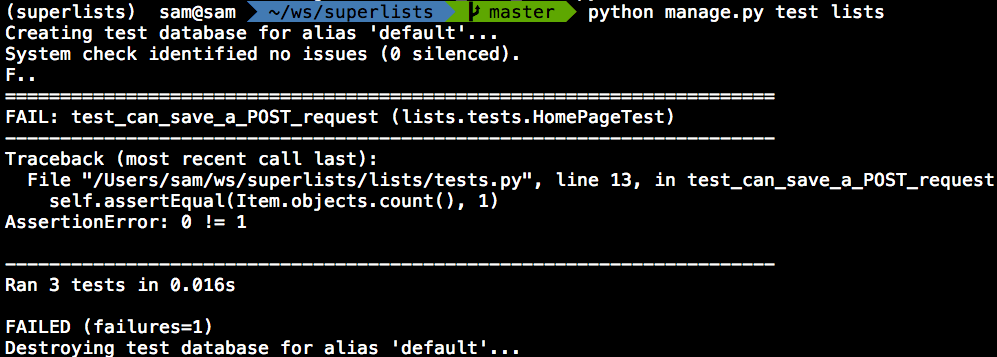 (superlists) sam@sam ~/ws/superlists master python manage.py test lists
Creating test database for alias 'default'...
System check identified no issues (0 silenced).
F..
======================================================================
FAIL: test_can_save_a_POST_request (lists.tests.HomePageTest)
----------------------------------------------------------------------
Traceback (most recent call last):
  File "/Users/sam/ws/superlists/lists/tests.py", line 13, in test_can_save_a_POST_request
    self.assertEqual(Item.objects.count(), 1)
AssertionError: 0 != 1

----------------------------------------------------------------------
Ran 3 tests in 0.016s

FAILED (failures=1)
Destroying test database for alias 'default'...